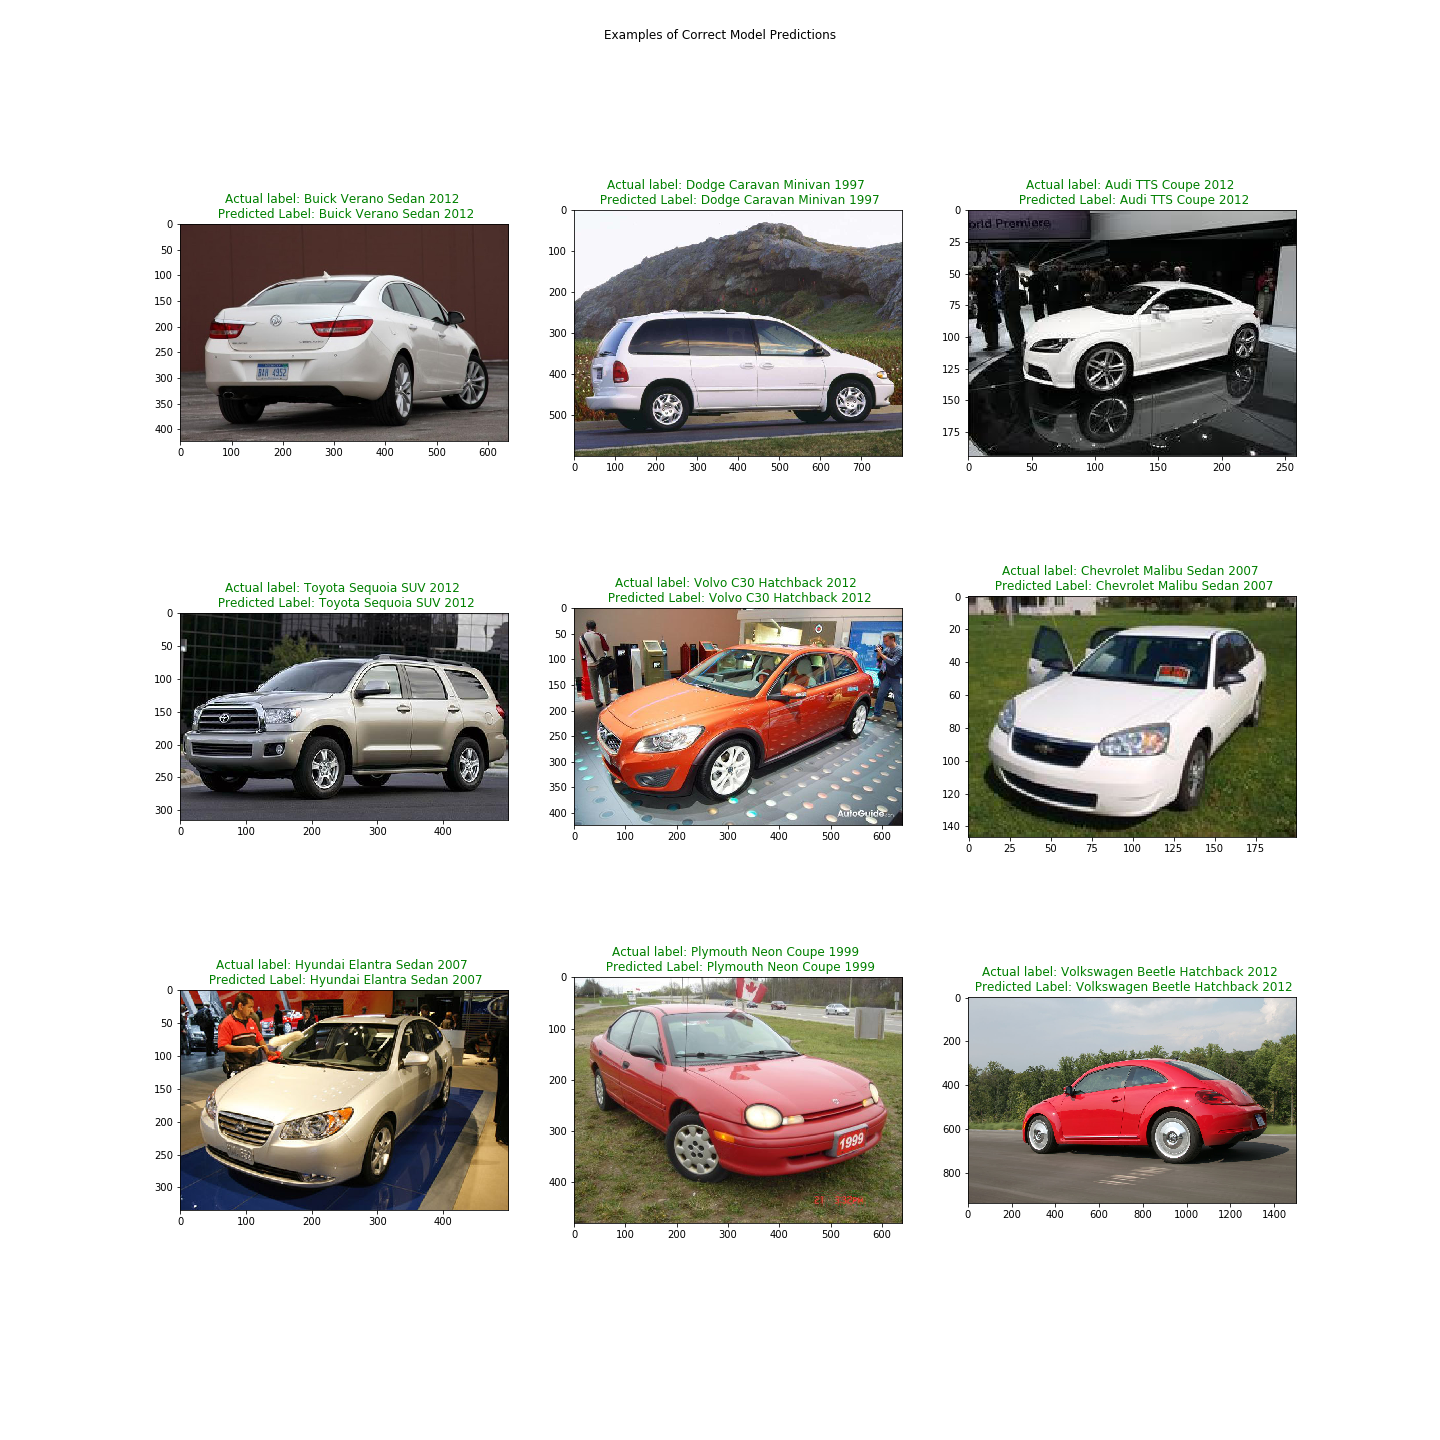 Examples of Correct Model Predictions
Actual label: Buick Verano Sedan 2012
Predicted Label: Buick Verano Sedan 2012
0
50
100
150
200
250
300
350
400
0 100 200 300 400 500 600
8AH 4952
Actual label: Dodge Caravan Minivan 1997
Predicted Label: Dodge Caravan Minivan 1997
0
100
200
300
400
500
0 100 200 300 400 500 600 700
Actual label: Audi TTS Coupe 2012
Predicted Label: Audi TTS Coupe 2012
0
25
50
75
100
125
150
175
0 50 100 150 200 250
orld Premiere
Actual label: Toyota Sequoia SUV 2012
Predicted Label: Toyota Sequoia SUV 2012
0
50
100
150
200
250
300
0 100 200 300 400
Actual label: Volvo C30 Hatchback 2012
Predicted Label: Volvo C30 Hatchback 2012
0
50
100
150
200
250
300
350
400
0 100 200 300 400 500 600
AutoGuide.com
Actual label: Chevrolet Malibu Sedan 2007
Predicted Label: Chevrolet Malibu Sedan 2007
0
20
40
60
80
100
120
140
0 25 50 75 100 125 150 175
Actual label: Hyundai Elantra Sedan 2007
Predicted Label: Hyundai Elantra Sedan 2007
0
50
100
150
200
250
300
0 100 200 300 400
Actual label: Plymouth Neon Coupe 1999
Predicted Label: Plymouth Neon Coupe 1999
0
100
200
300
400
0 100 200 300 400 500 600
1999
Actual label: Volkswagen Beetle Hatchback 2012
Predicted Label: Volkswagen Beetle Hatchback 2012
0
200
400
600
800
0 200 400 600 800 1000 1200 1400